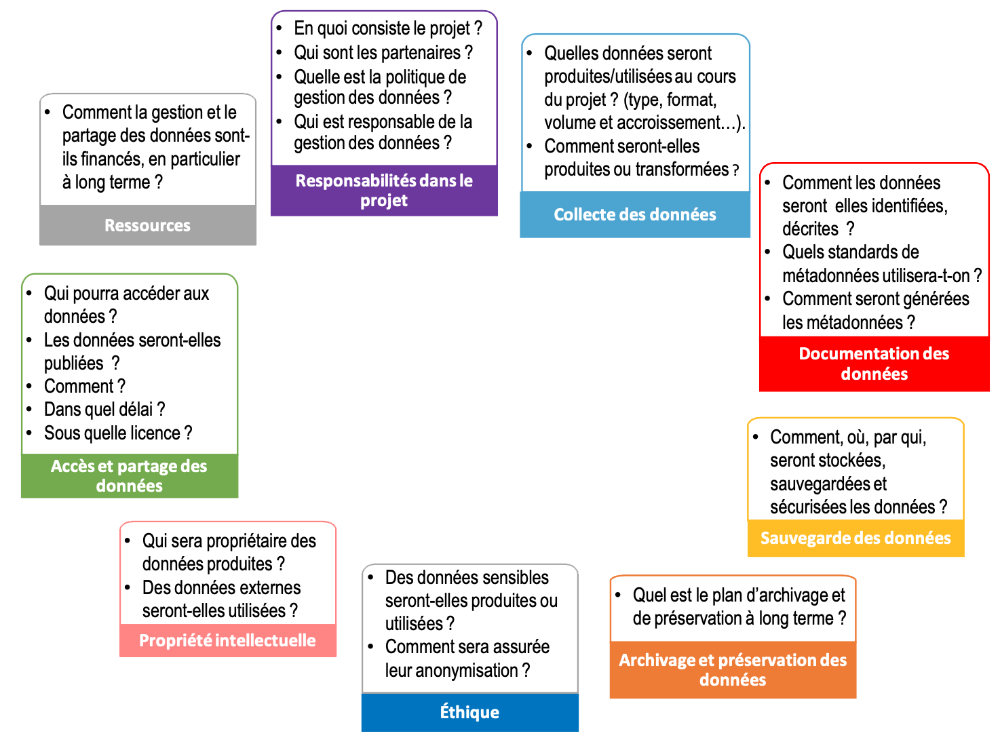 • En quoi consiste le projet ?
• Qui sont les partenaires ?
• Quelle est la politique de
gestion des données ?
• Qui est responsable de la
gestion des données ?
Responsabilités dans le
projet
• Quelles données seront
produites/utilisées au cours
du projet ? (type, format,
volume et accroissement…).
• Comment seront-elles
produites ou transformées ?
Collecte des données
• Comment les données
seront  elles identifiées,
décrites  ?
• Quels standards de
métadonnées utilisera-t-on ?
• Comment seront générées
les métadonnées ?
Documentation des
données
• Comment, où, par qui,
seront stockées,
sauvegardées et
sécurisées les données ?
Sauvegarde des données
• Quel est le plan d’archivage et
de préservation à long terme ?
Archivage et préservation des
données
• Des données sensibles
seront-elles produites ou
utilisées ?
• Comment sera assurée
leur anonymisation ?
Éthique
• Qui sera propriétaire des
données produites ?
• Des données externes
seront-elles utilisées ?
Propriété intellectuelle
• Qui pourra accéder aux
données ?
• Les données seront-elles
publiées  ?
• Comment ?
• Dans quel délai ?
• Sous quelle licence ?
Accès et partage des
données
• Comment la gestion et le
partage des données sont-
ils financés, en particulier
à long terme ?
Ressources